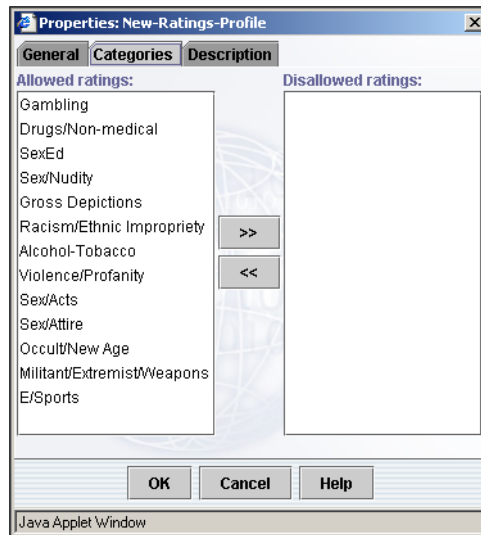 Properties: New-Ratings-Profile
General Categories Description
Allowed ratings: Disallowed ratings:
Gambling
Drugs/Non-medical
SexEd
Sex/Nudity
Gross Depictions
Racism/Ethnic Impropriety
Alcohol-Tobacco
Violence/Profanity
Sex/Acts
Sex/Attire
Occult/New Age
Militant/Extremist/Weapons
E/Sports
>>
<<
OK Cancel Help
Java Applet Window